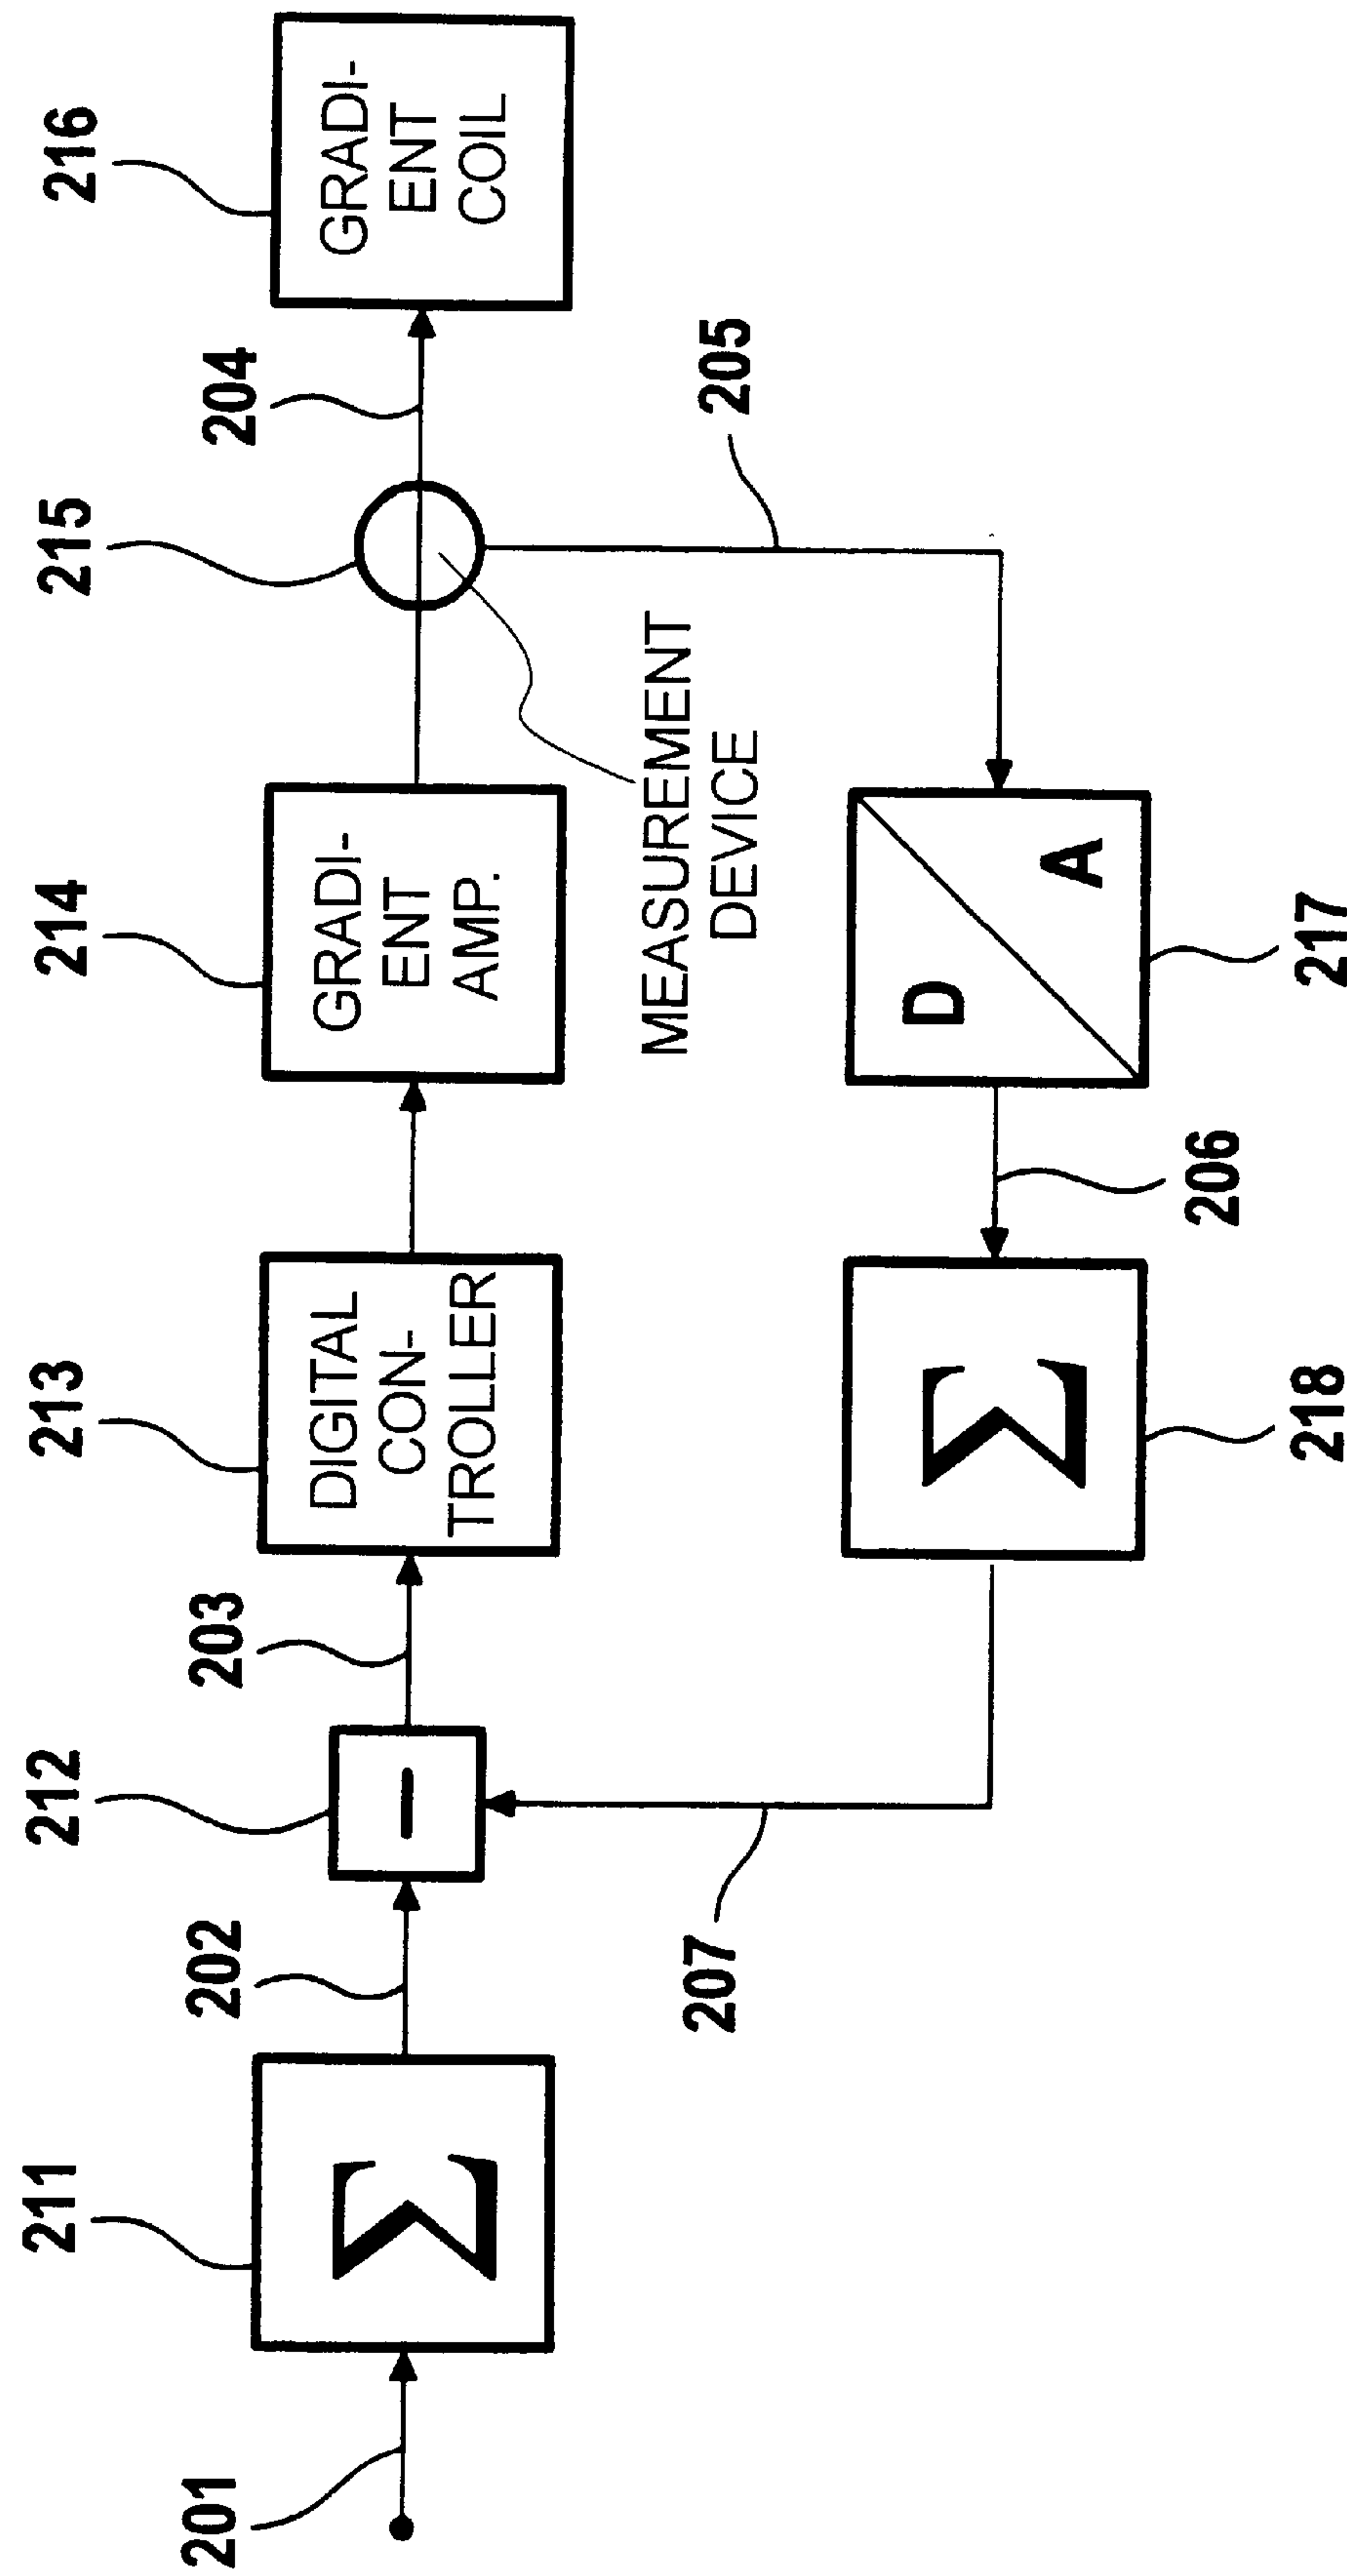 211
212
213
214
215
216
201
202
203
204
Σ
−
DIGITAL
CON-
TROLLER
GRADI-
ENT
AMP.
GRADI-
ENT
COIL
MEASUREMENT
DEVICE
205
207
Σ
206
D
A
218
217